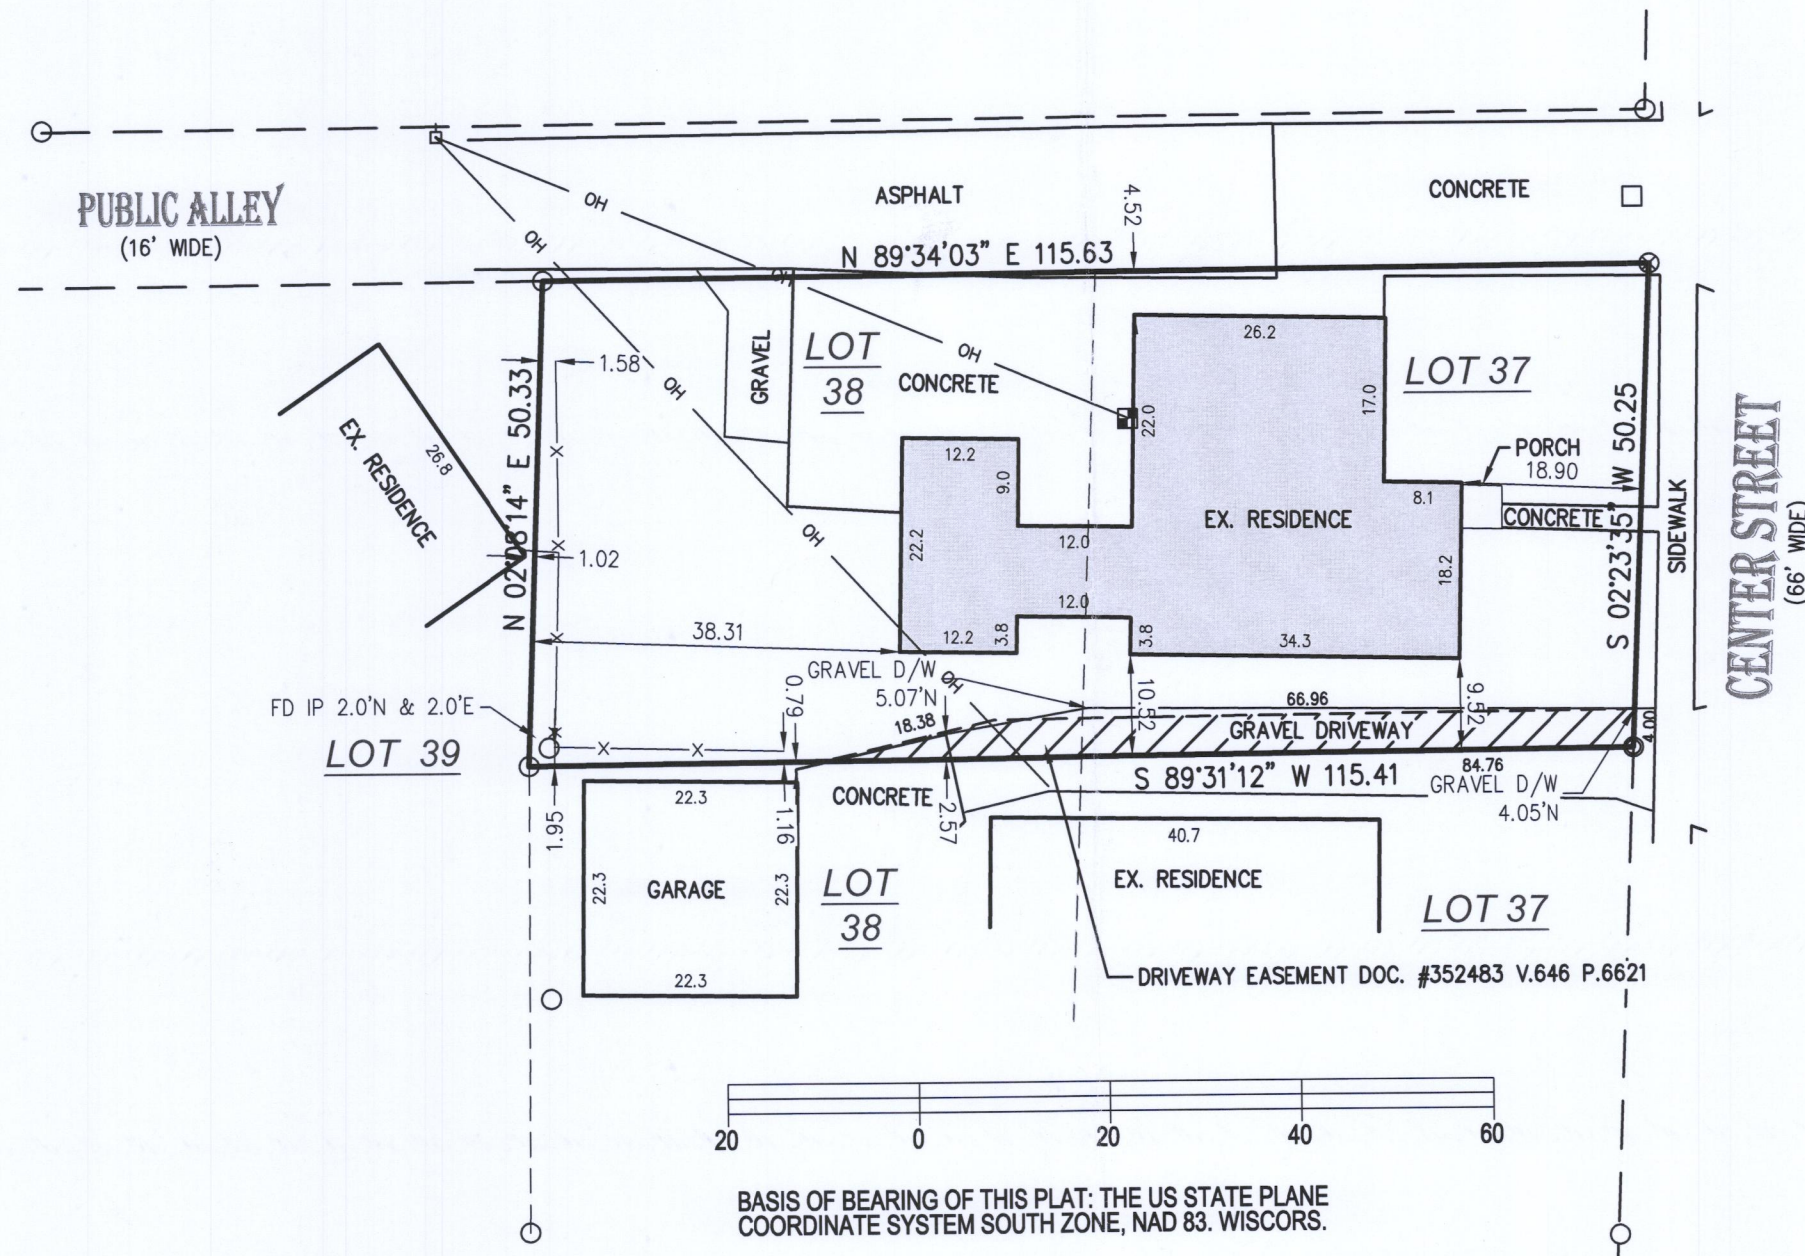 PUBLIC ALLEY
(16' WIDE)
ASPHALT
CONCRETE
OH
OH
4.52
N 89°34'03" E 115.63
OH
1.58
OH
GRAVEL
LOT
38
CONCRETE
OH
26.2
22.0
17.0
LOT 37
N 02°08'14" E 50.33
S 02°23'35" W 50.25
EX. RESIDENCE
26.8
12.2
9.0
22.2
12.0
EX. RESIDENCE
8.1
18.2
PORCH
18.90
CONCRETE
SIDEWALK
CENTER STREET
(66' WIDE)
OH
1.02
12.0
38.31
12.2
3.8
3.8
34.3
GRAVEL D/W
5.07'N
OH
FD IP 2.0'N & 2.0'E
LOT 39
0.79
18.38
10.52
66.96
9.52
4.00
GRAVEL DRIVEWAY
S 89°31'12" W 115.41
84.76
GRAVEL D/W
4.05'N
1.95
22.3
1.16
CONCRETE
2.57
40.7
22.3
GARAGE
22.3
LOT
38
EX. RESIDENCE
LOT 37
22.3
DRIVEWAY EASEMENT DOC. #352483 V.646 P.6621
20 0 20 40 60
BASIS OF BEARING OF THIS PLAT: THE US STATE PLANE
COORDINATE SYSTEM SOUTH ZONE, NAD 83. WISCORS.